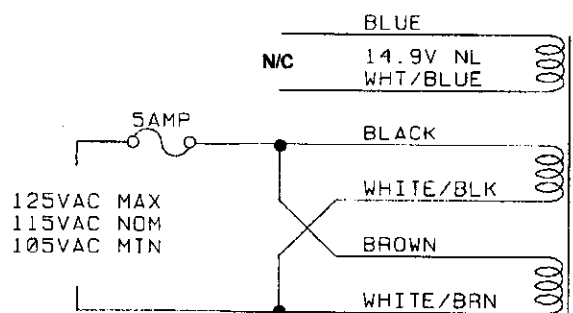 BLUE
N/C
14.9V NL
WHT/BLUE
5AMP
BLACK
125VAC MAX
115VAC NOM
105VAC MIN
WHITE/BLK
BROWN
WHITE/BRN